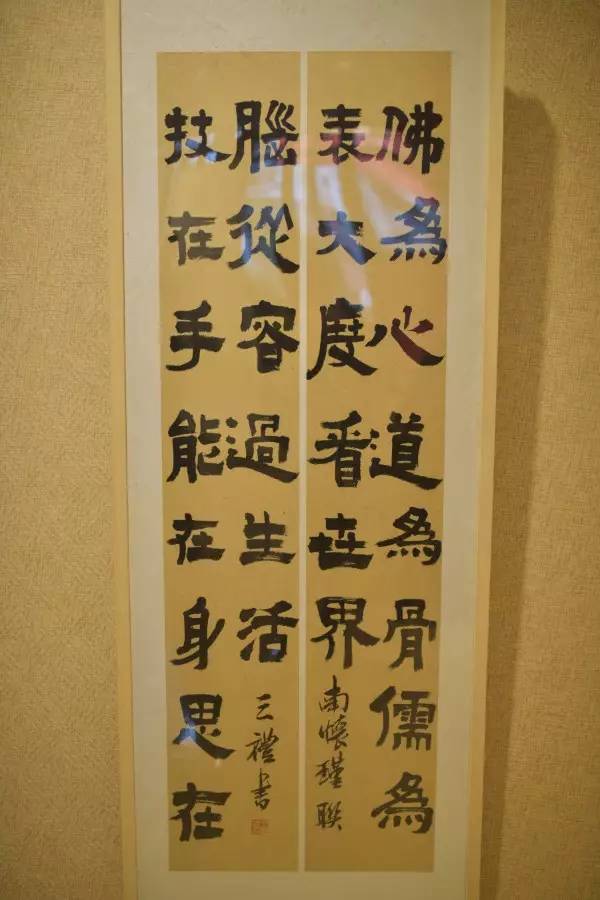 佛為心道為骨儒為
表大度看世界
南懷瑾聯
技在手能在身思在
腦從容過生活
三禮書